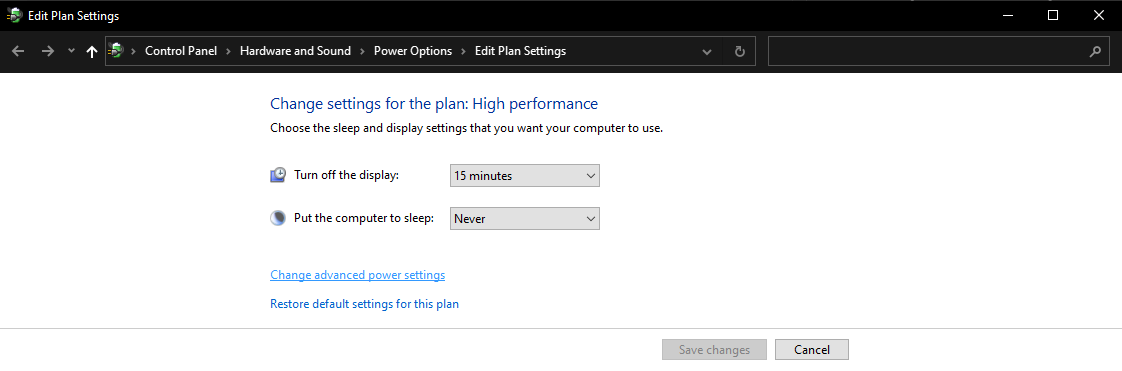 Edit Plan Settings
Control Panel > Hardware and Sound > Power Options > Edit Plan Settings
Change settings for the plan: High performance
Choose the sleep and display settings that you want your computer to use.
Turn off the display: 15 minutes
Put the computer to sleep: Never
Change advanced power settings
Restore default settings for this plan
Save changes Cancel